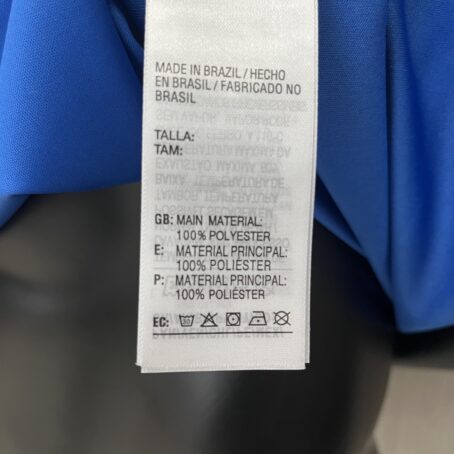 MADE IN BRAZIL / HECHO
EN BRASIL / FABRICADO NO
BRASIL
TALLA:
TAM:
GB: MAIN MATERIAL:
100% POLYESTER
E: MATERIAL PRINCIPAL:
100% POLIÉSTER
P: MATERIAL PRINCIPAL:
100% POLIÉSTER
EC: